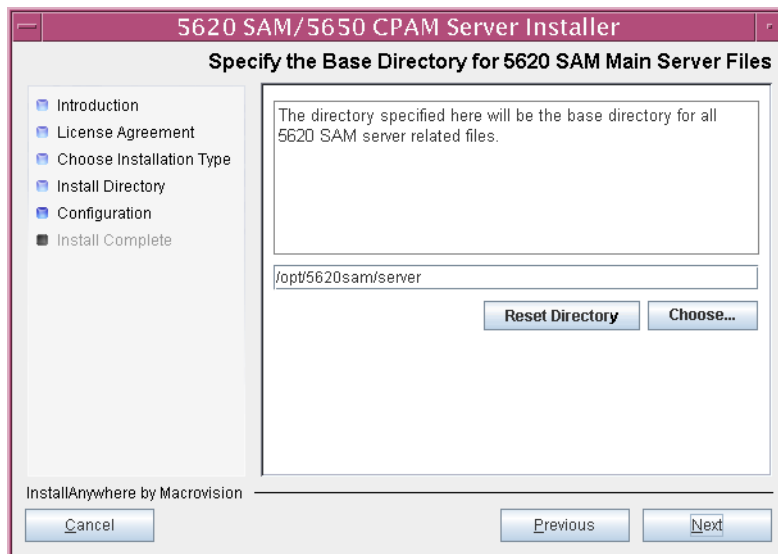 5620 SAM/5650 CPAM Server Installer
Specify the Base Directory for 5620 SAM Main Server Files
Introduction
License Agreement
Choose Installation Type
Install Directory
Configuration
Install Complete
The directory specified here will be the base directory for all
5620 SAM server related files.
/opt/5620sam/server
Reset Directory
Choose...
InstallAnywhere by Macrovision
Cancel
Previous
Next